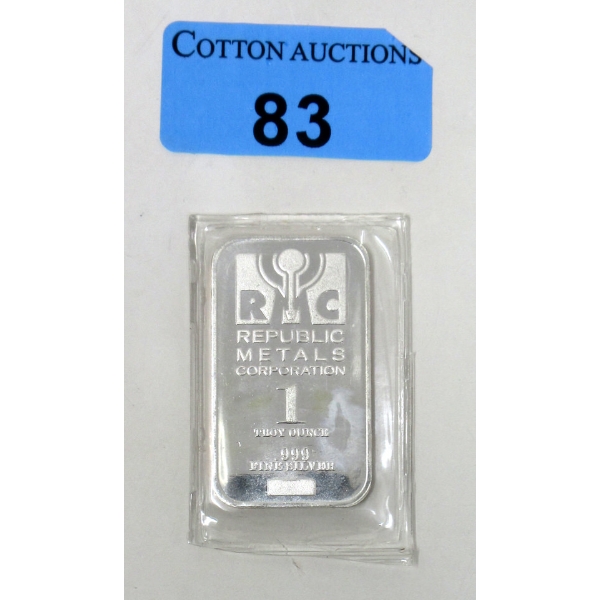 COTTON AUCTIONS
83
RMC
REPUBLIC
METALS
CORPORATION
1
TROY OUNCE
.999
FINE SILVER